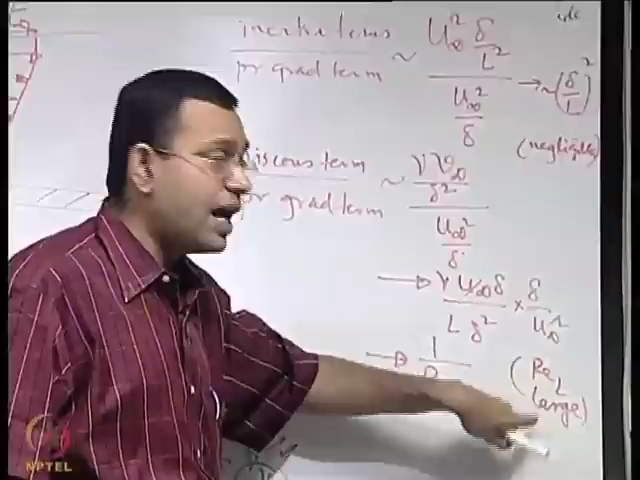 inertia terms / pr grad term ~ (u∞² δ/L²) / (u∞²/δ) → ~ (δ/L)²
(negligible)
viscous term / pr grad term ~ (γ v∞/δ²) / (u∞²/δ)
→ γ u∞ δ / L δ² × δ / u∞²
→ 1 / (Re_L large)
NPTEL